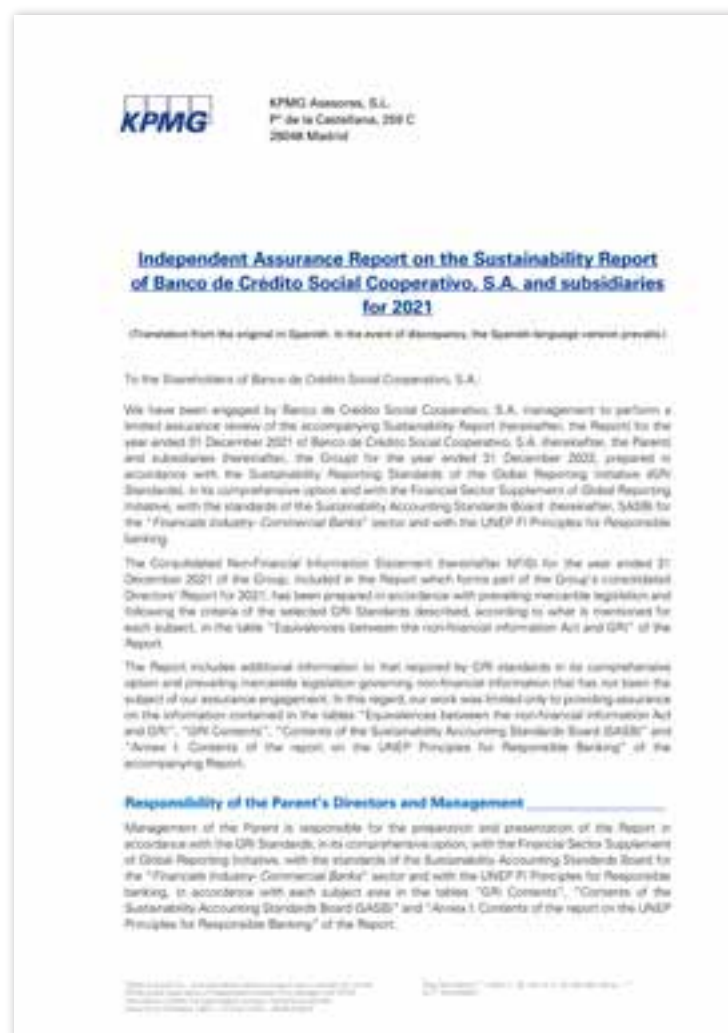 KPMG
KPMG Asesores, S.L.
Pº de la Castellana, 259 C
28046 Madrid
Independent Assurance Report on the Sustainability Report
of Banco de Crédito Social Cooperativo, S.A. and subsidiaries
for 2021
(Translation from the original in Spanish. In the event of discrepancy, the Spanish-language version prevails.)
To the Shareholders of Banco de Crédito Social Cooperativo, S.A.:
We have been engaged by Banco de Crédito Social Cooperativo, S.A. management to perform a
limited assurance review of the accompanying Sustainability Report (hereinafter, the Report) for the
year ended 31 December 2021 of Banco de Crédito Social Cooperativo, S.A. (hereinafter, the Parent)
and subsidiaries (hereinafter, the Group) for the year ended 31 December prepared in
accordance with the Sustainability Reporting Standards of the Global Reporting Initiative (GRI
Standards), in its comprehensive option and with the Financial Sector Supplement of Global Reporting
Initiative, with the standards of the Sustainability Accounting Standards Board (hereinafter, SASB) for
the "Financials Industry- Commercial Banks" sector and with the UNEP FI Principles for Responsible
banking.
The Consolidated Non-Financial Information Statement (hereinafter NFIS) for the year ended 31
December 2021 of the Group, included in the Report which forms part of the Group's consolidated
Directors' Report for 2021, has been prepared in accordance with prevailing mercantile legislation and
following the criteria of the selected GRI Standards described, according to what is mentioned for
each subject, in the table "Equivalences between the non-financial information Act and GRI" of the
Report.
The Report includes additional information to that required by GRI standards in its comprehensive
option and prevailing mercantile legislation governing non-financial information that has not been the
subject of our assurance engagement. In this regard, our work was limited only to providing assurance
on the information contained in the tables "Equivalences between the non-financial information Act
and GRI", "GRI Contents", "Contents of the Sustainability Accounting Standards Board (SASB)" and
"Annex I. Contents of the report on the UNEP Principles for Responsible Banking" of the
accompanying Report.
Responsibility of the Parent's Directors and Management
Management of the Parent is responsible for the preparation and presentation of the Report in
accordance with the GRI Standards, in its comprehensive option, with the Financial Sector Supplement
of Global Reporting Initiative, with the standards of the Sustainability Accounting Standards Board for
the "Financials Industry- Commercial Banks" sector and with the UNEP FI Principles for Responsible
banking, in accordance with each subject area in the tables "GRI Contents", "Contents of the
Sustainability Accounting Standards Board (SASB)" and "Annex I. Contents of the report on the UNEP
Principles for Responsible Banking" of the Report.